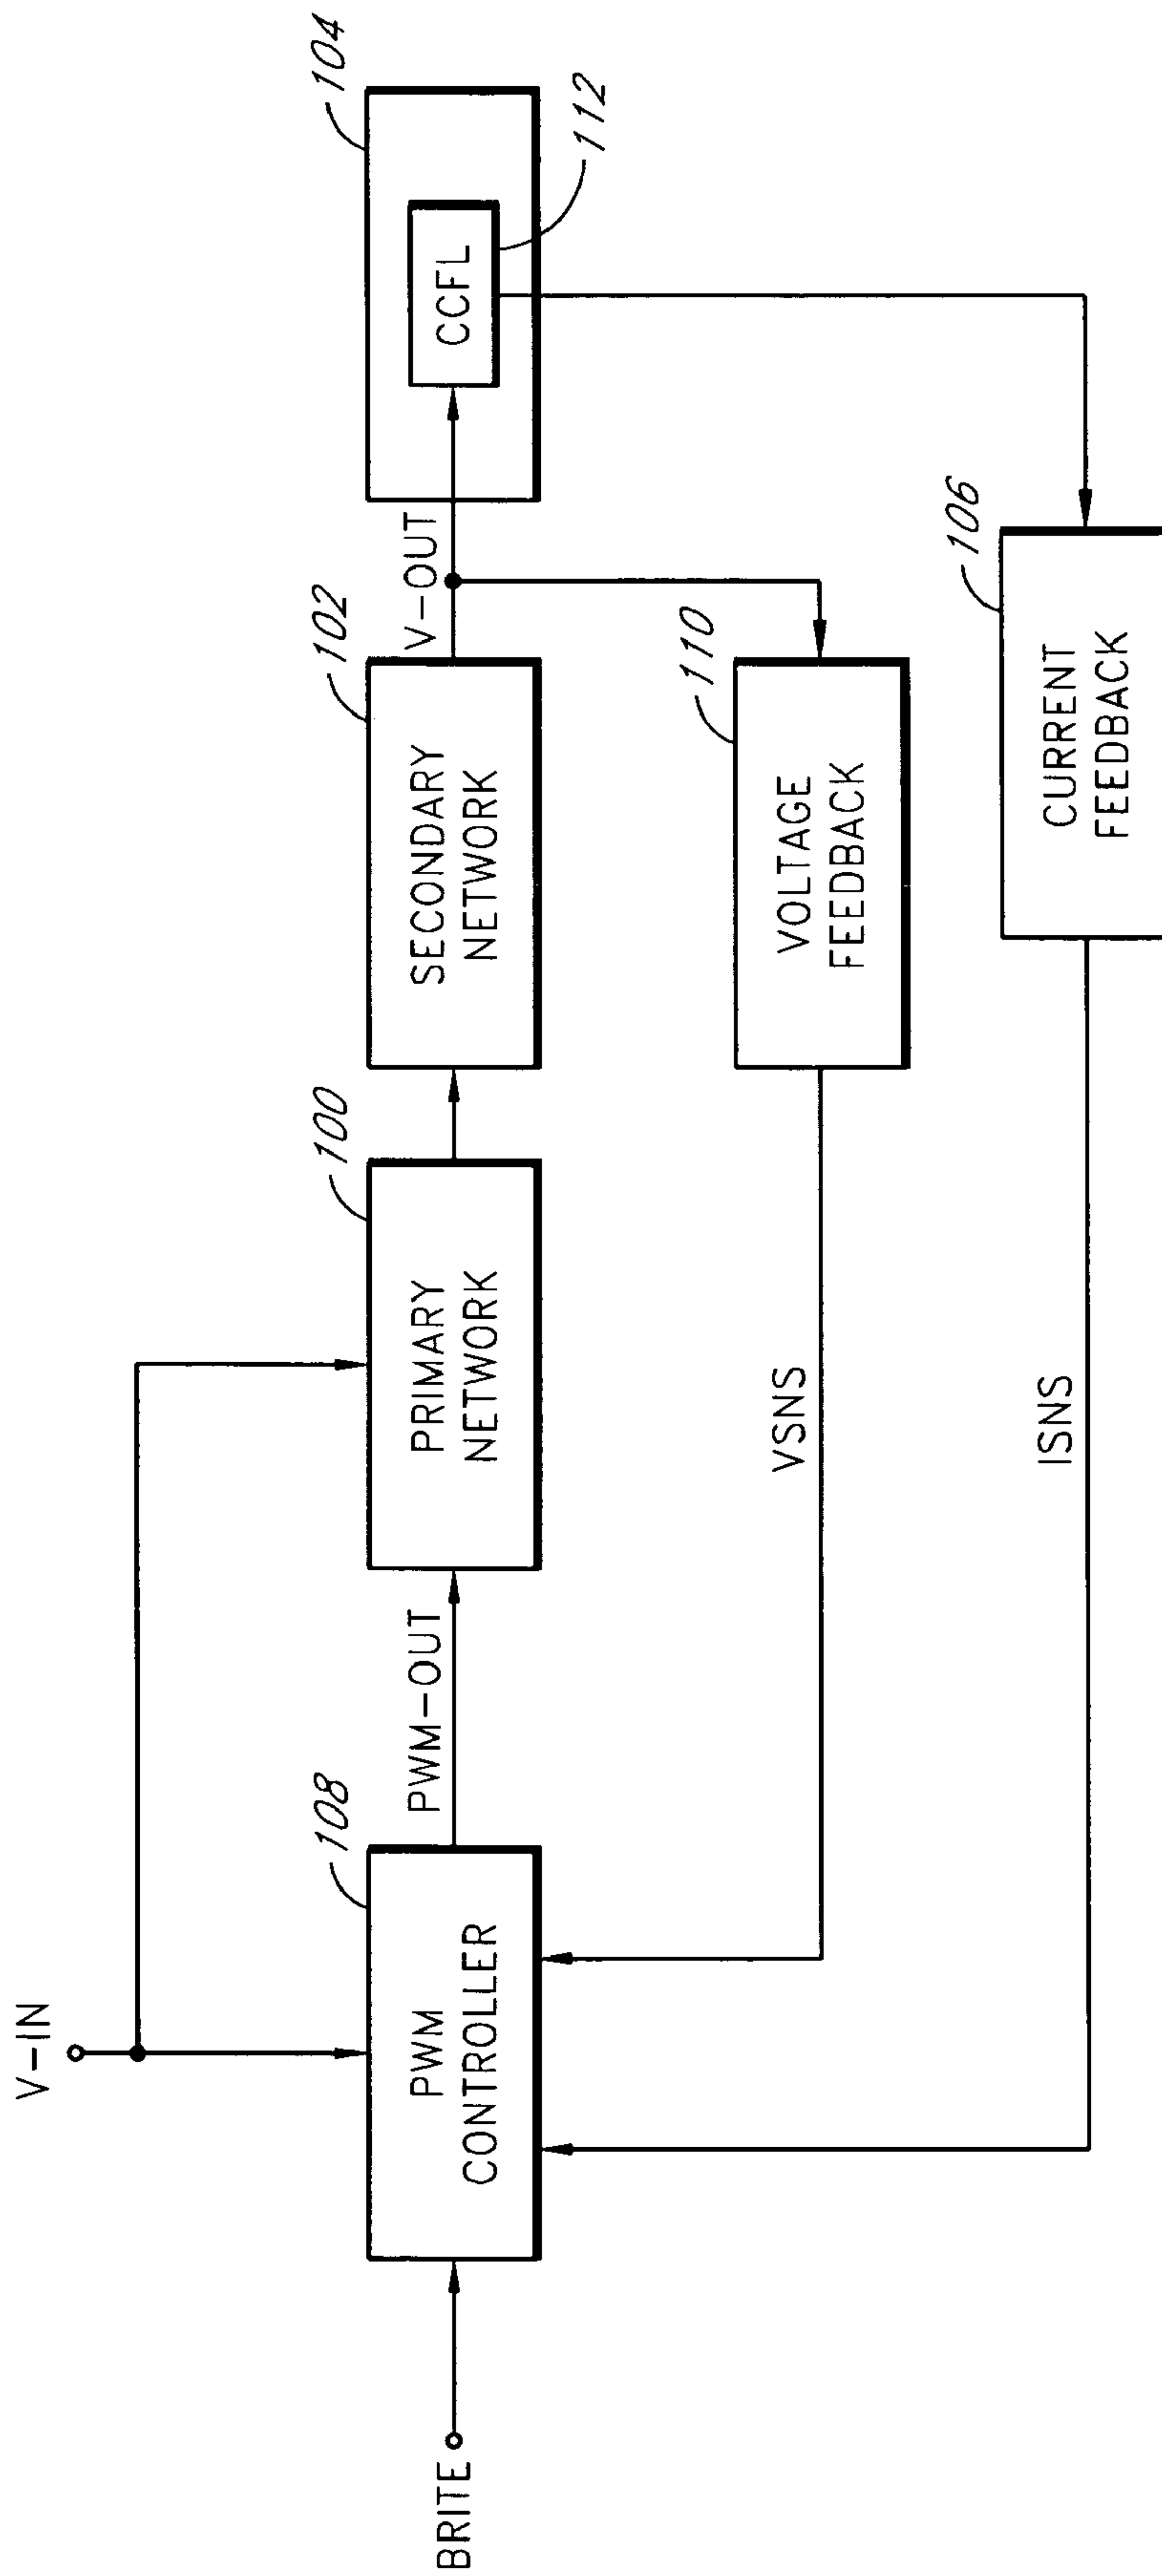 V-IN
BRITE
108
PWM
CONTROLLER
PWM-OUT
100
PRIMARY
NETWORK
102
SECONDARY
NETWORK
V-OUT
104
CCFL
112
110
VOLTAGE
FEEDBACK
VSNS
106
CURRENT
FEEDBACK
ISNS